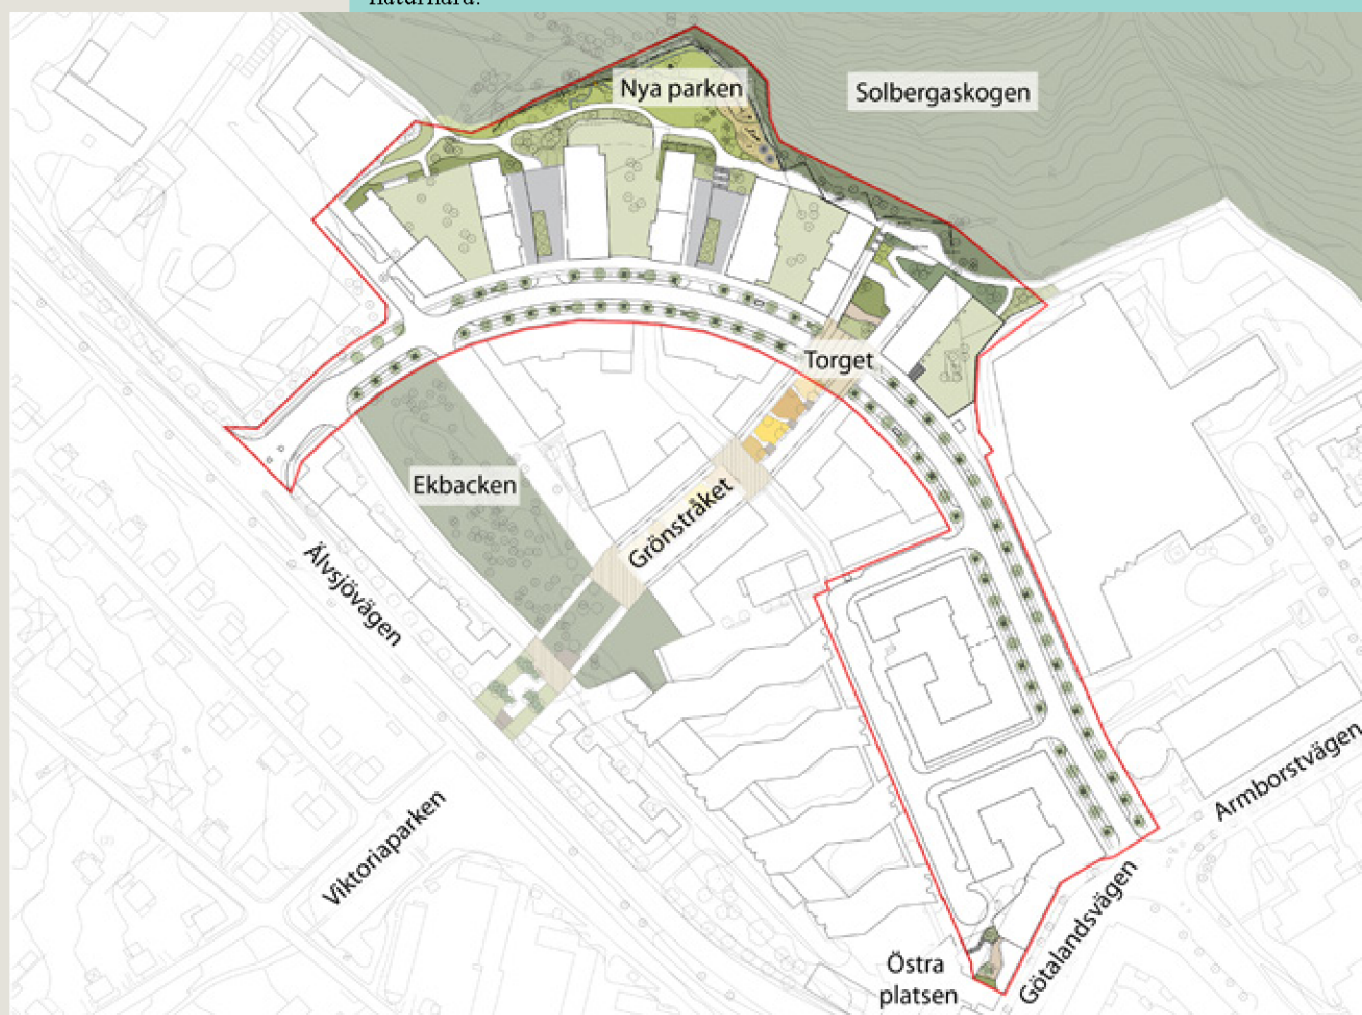 Nya parken
Solbergaskogen
Torget
Ekbacken
Grönstråket
Älvsjövägen
Viktoriaparken
Armborstvägen
Götalandsvägen
Östra
platsen